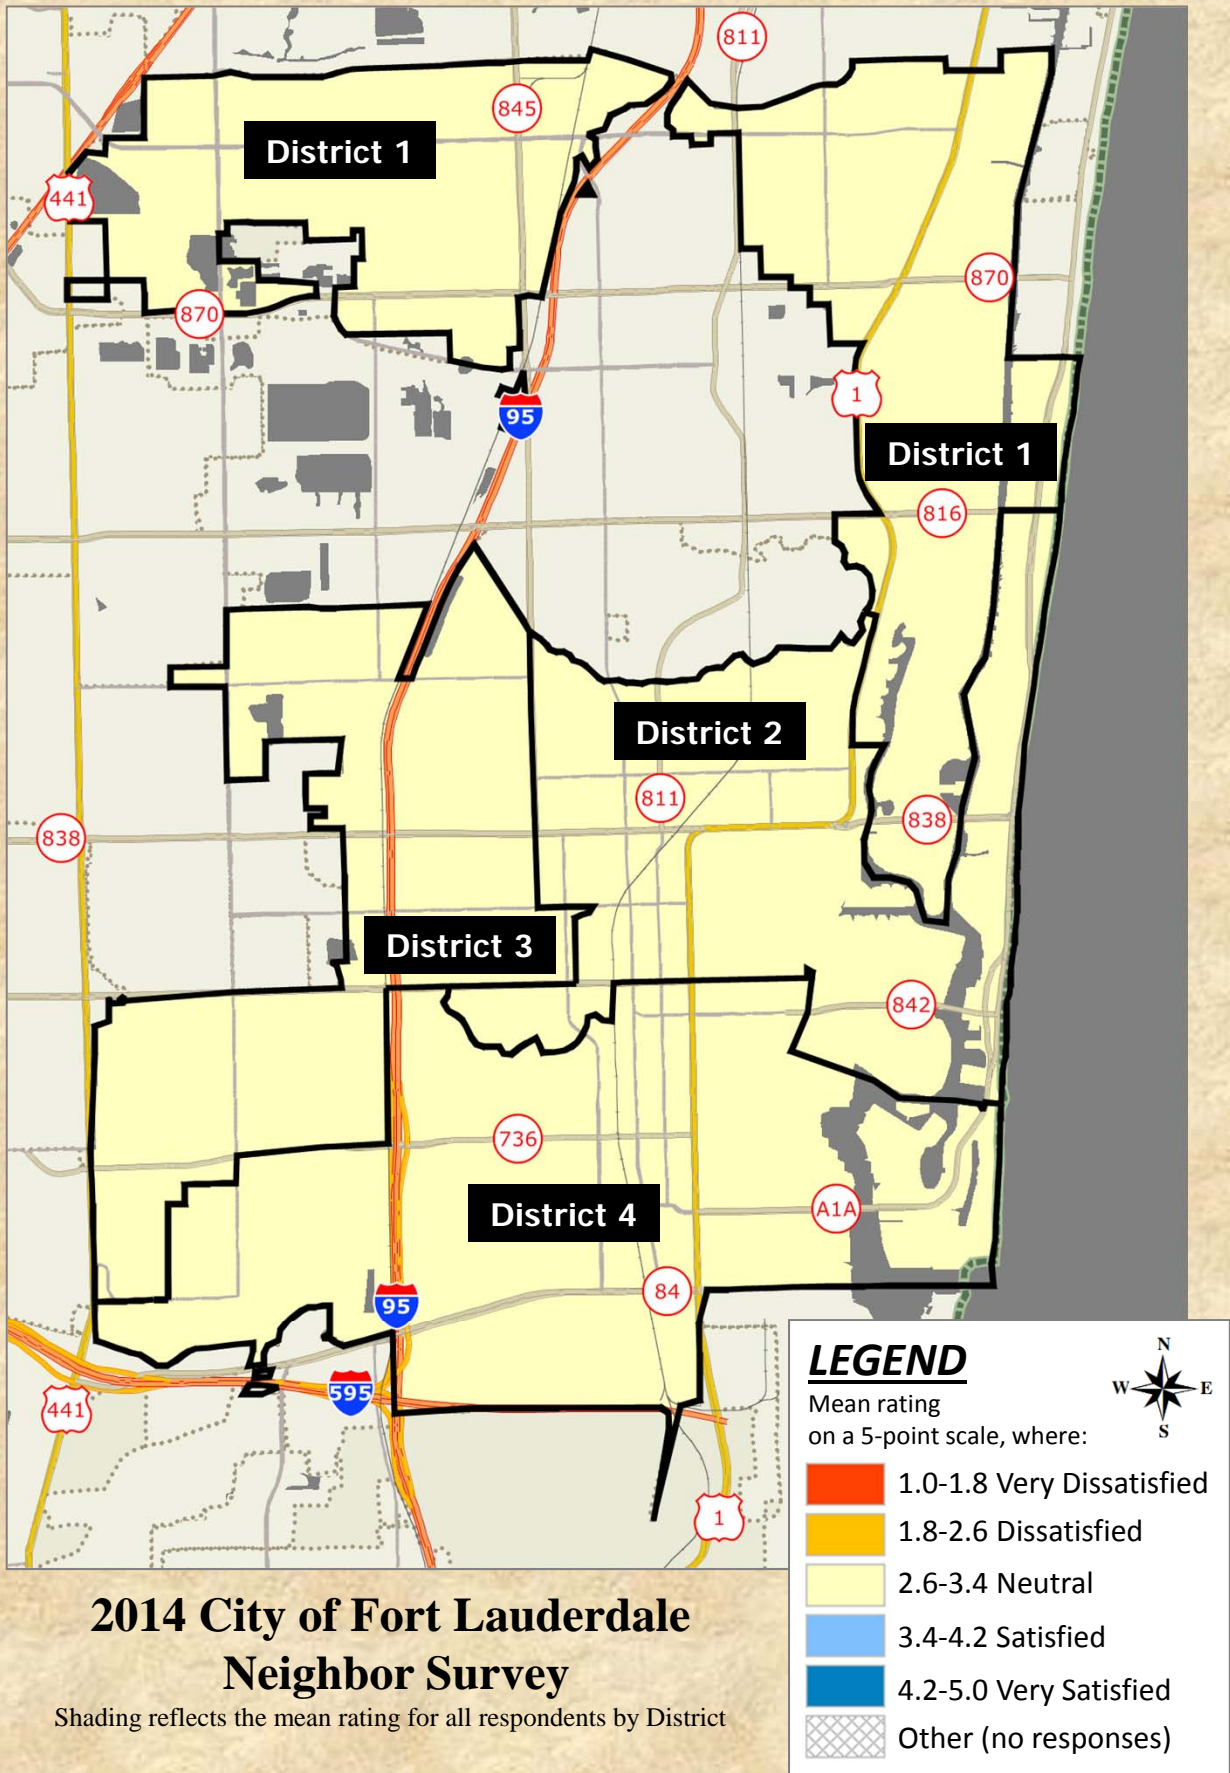 811
845
District 1
441
870
870
95
1
District 1
816
District 2
811
838
838
District 3
842
736
District 4
A1A
84
95
595
441
1
LEGEND
Mean rating
on a 5-point scale, where:
N
W
E
S
1.0-1.8 Very Dissatisfied
1.8-2.6 Dissatisfied
2.6-3.4 Neutral
3.4-4.2 Satisfied
4.2-5.0 Very Satisfied
Other (no responses)
2014 City of Fort Lauderdale
Neighbor Survey
Shading reflects the mean rating for all respondents by District